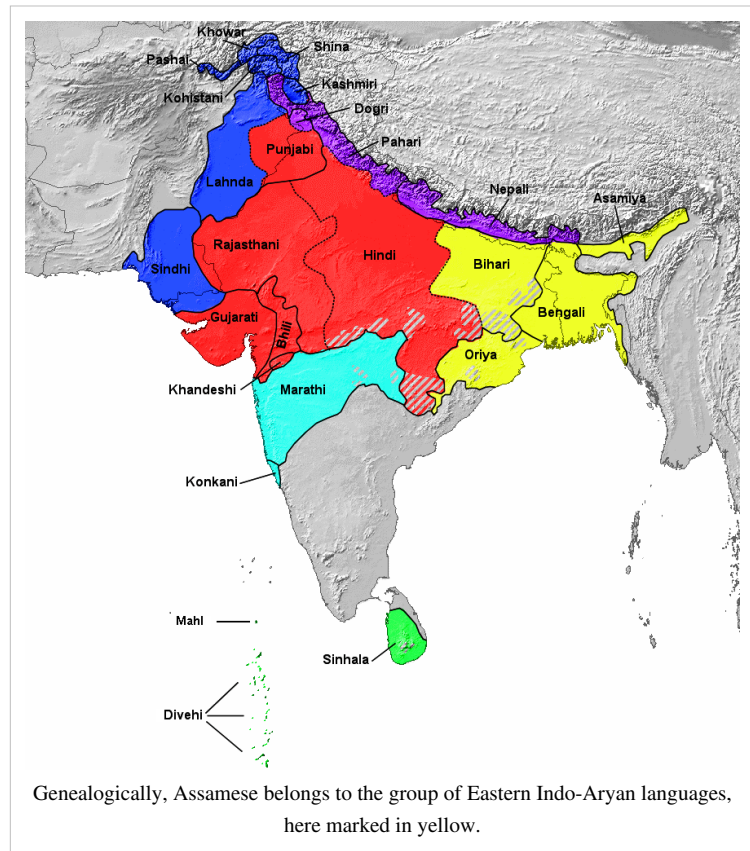 Khowar
Shina
Pashai
Kashmiri
Kohistani
Dogri
Punjabi
Pahari
Lahnda
Nepali
Asamiya
Rajasthani
Hindi
Bihari
Sindhi
Gujarati
Bhili
Bengali
Oriya
Khandeshi
Marathi
Konkani
Mahl
Sinhala
Divehi
Genealogically, Assamese belongs to the group of Eastern Indo-Aryan languages,
here marked in yellow.